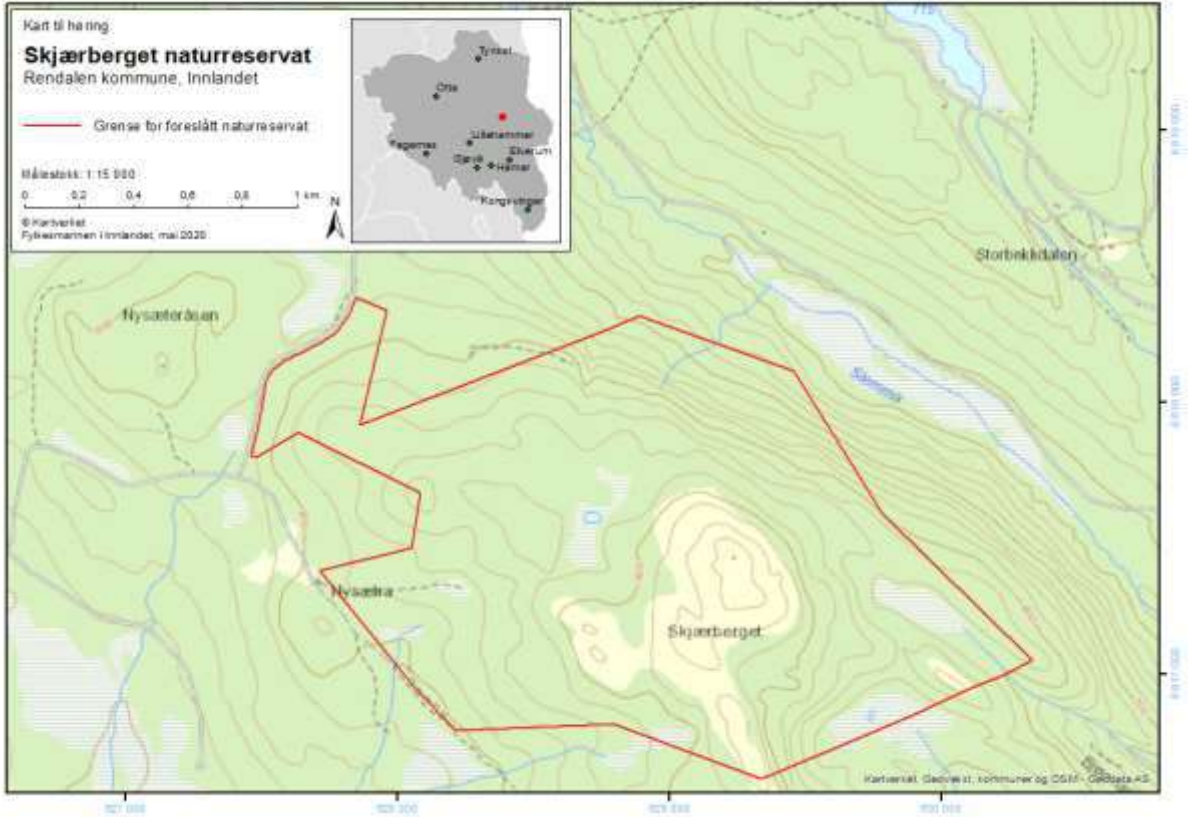 Kart til høring
Skjærberget naturreservat
Rendalen kommune, Innlandet
Grense for foreslått naturreservat
Målestokk: 1:15 000
0 0,2 0,4 0,6 0,8 1 km
N
© Kartverket
Fylkesmannen i Innlandet, mai 2020
Tynset
Otta
Lillehammer
Fagernes
Gjøvik
Elverum
Hamar
Kongsvinger
Storbekkdalen
Nysæteråsen
Nysætra
Skjærberget
Kartverket, Geovekst, kommuner og OSM - Geodata AS